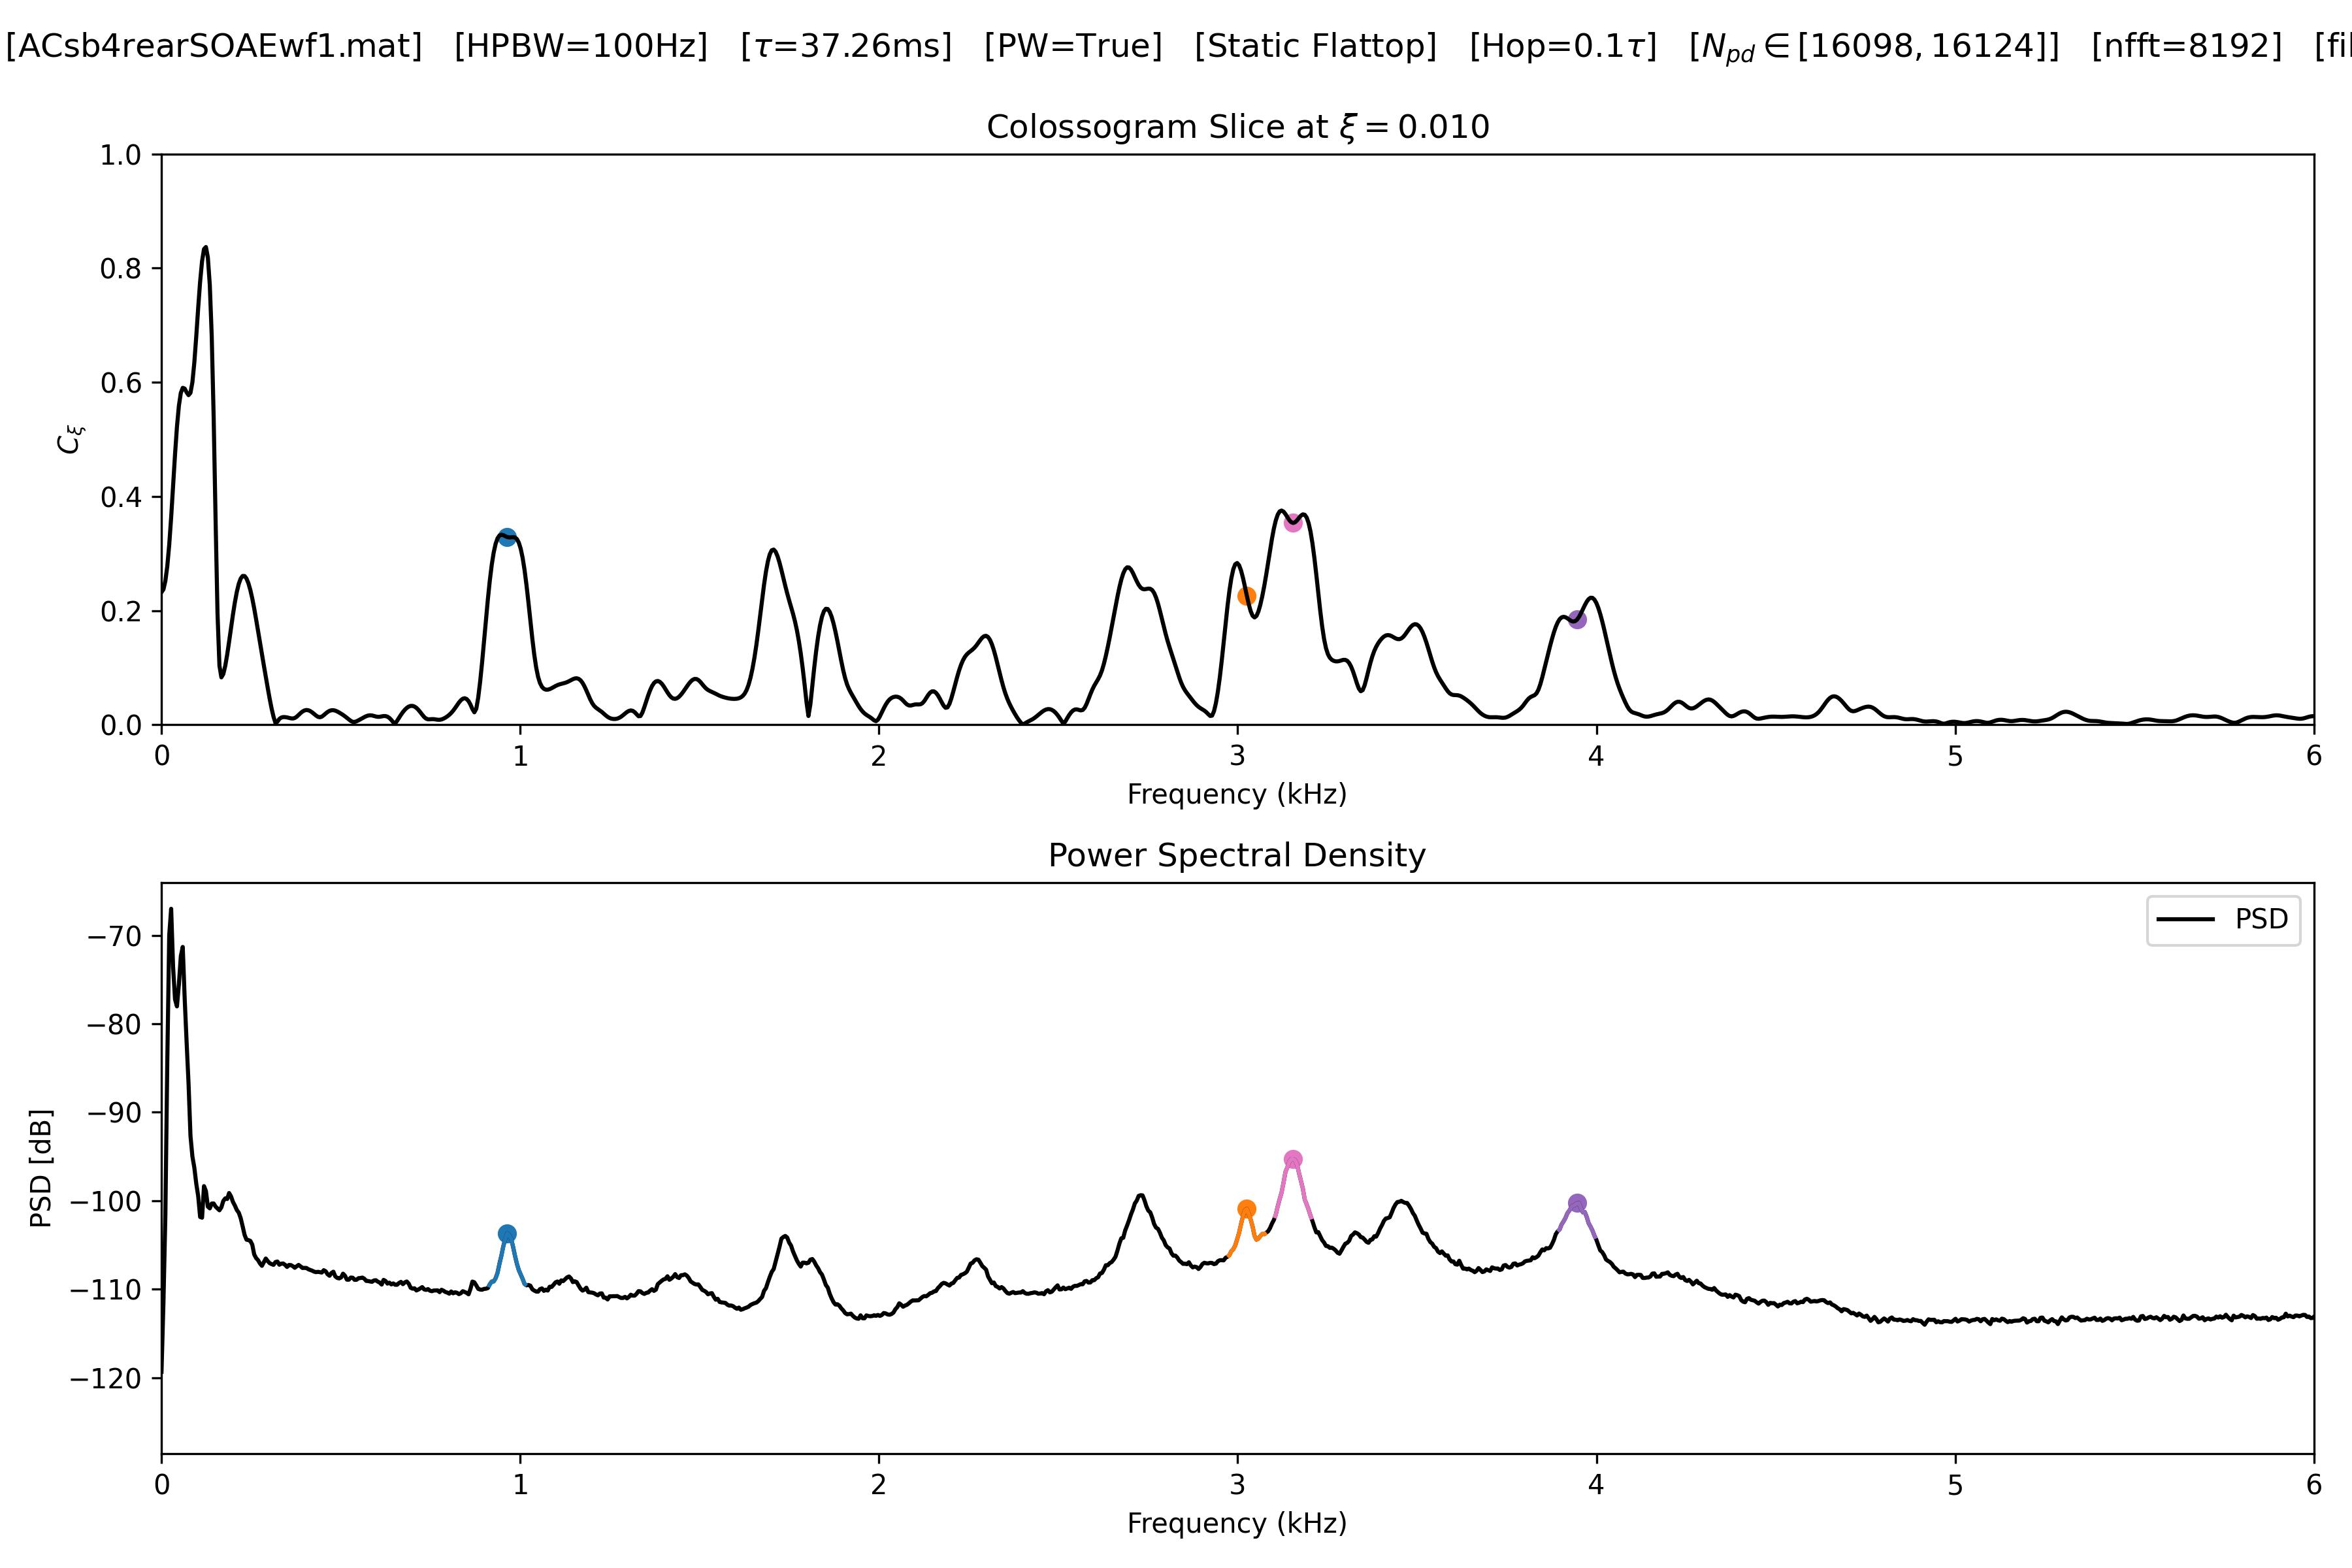 [ACsb4rearSOAEwf1.mat] [HPBW=100Hz] [τ=37.26ms] [PW=True] [Static Flattop] [Hop=0.1τ] [N_pd ∈ [16098, 16124]] [nfft=8192]
Colossogram Slice at ξ = 0.010
1.0
0.8
0.6
0.4
0.2
0.0
C_ξ
0 1 2 3 4 5 6
Frequency (kHz)
Power Spectral Density
PSD
−70
−80
−90
−100
−110
−120
PSD [dB]
0 1 2 3 4 5 6
Frequency (kHz)